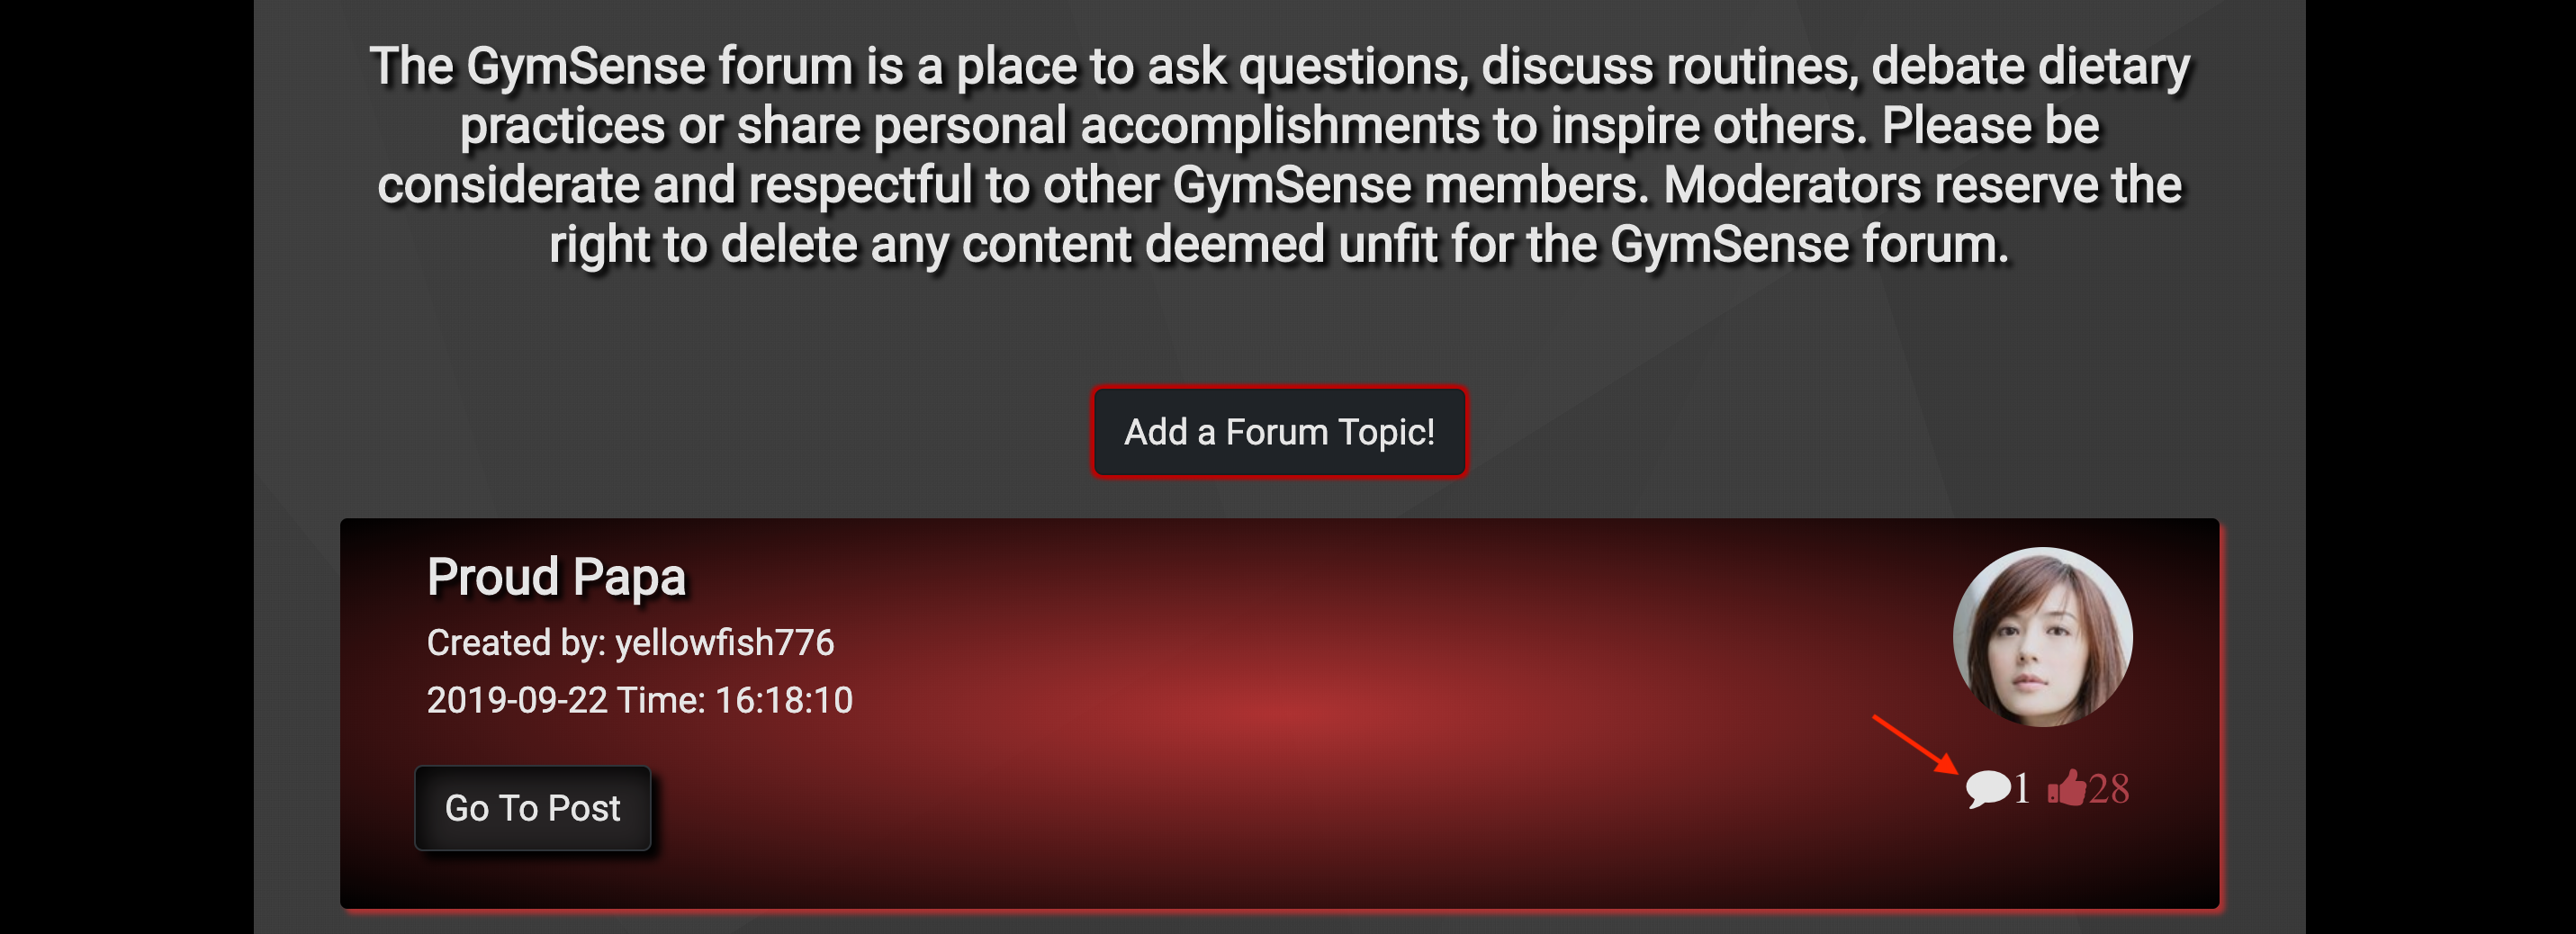 The GymSense forum is a place to ask questions, discuss routines, debate dietary
practices or share personal accomplishments to inspire others. Please be
considerate and respectful to other GymSense members. Moderators reserve the
right to delete any content deemed unfit for the GymSense forum.
Add a Forum Topic!
Proud Papa
Created by: yellowfish776
2019-09-22 Time: 16:18:10
Go To Post
1 28